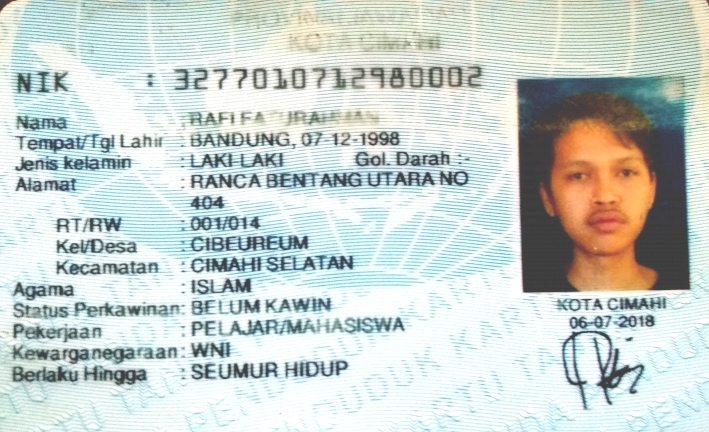 KOTA CIMAHI
NIK : 3277010712980002
Nama :
Tempat/Tgl Lahir : BANDUNG, 07-12-1998
Jenis kelamin : LAKI LAKI Gol. Darah :-
Alamat : RANCA BENTANG UTARA NO
404
RT/RW : 001/014
Kel/Desa : CIBEUREUM
Kecamatan : CIMAHI SELATAN
Agama : ISLAM
Status Perkawinan: BELUM KAWIN
Pekerjaan : PELAJAR/MAHASISWA
Kewarganegaraan: WNI
Berlaku Hingga : SEUMUR HIDUP
KOTA CIMAHI
06-07-2018